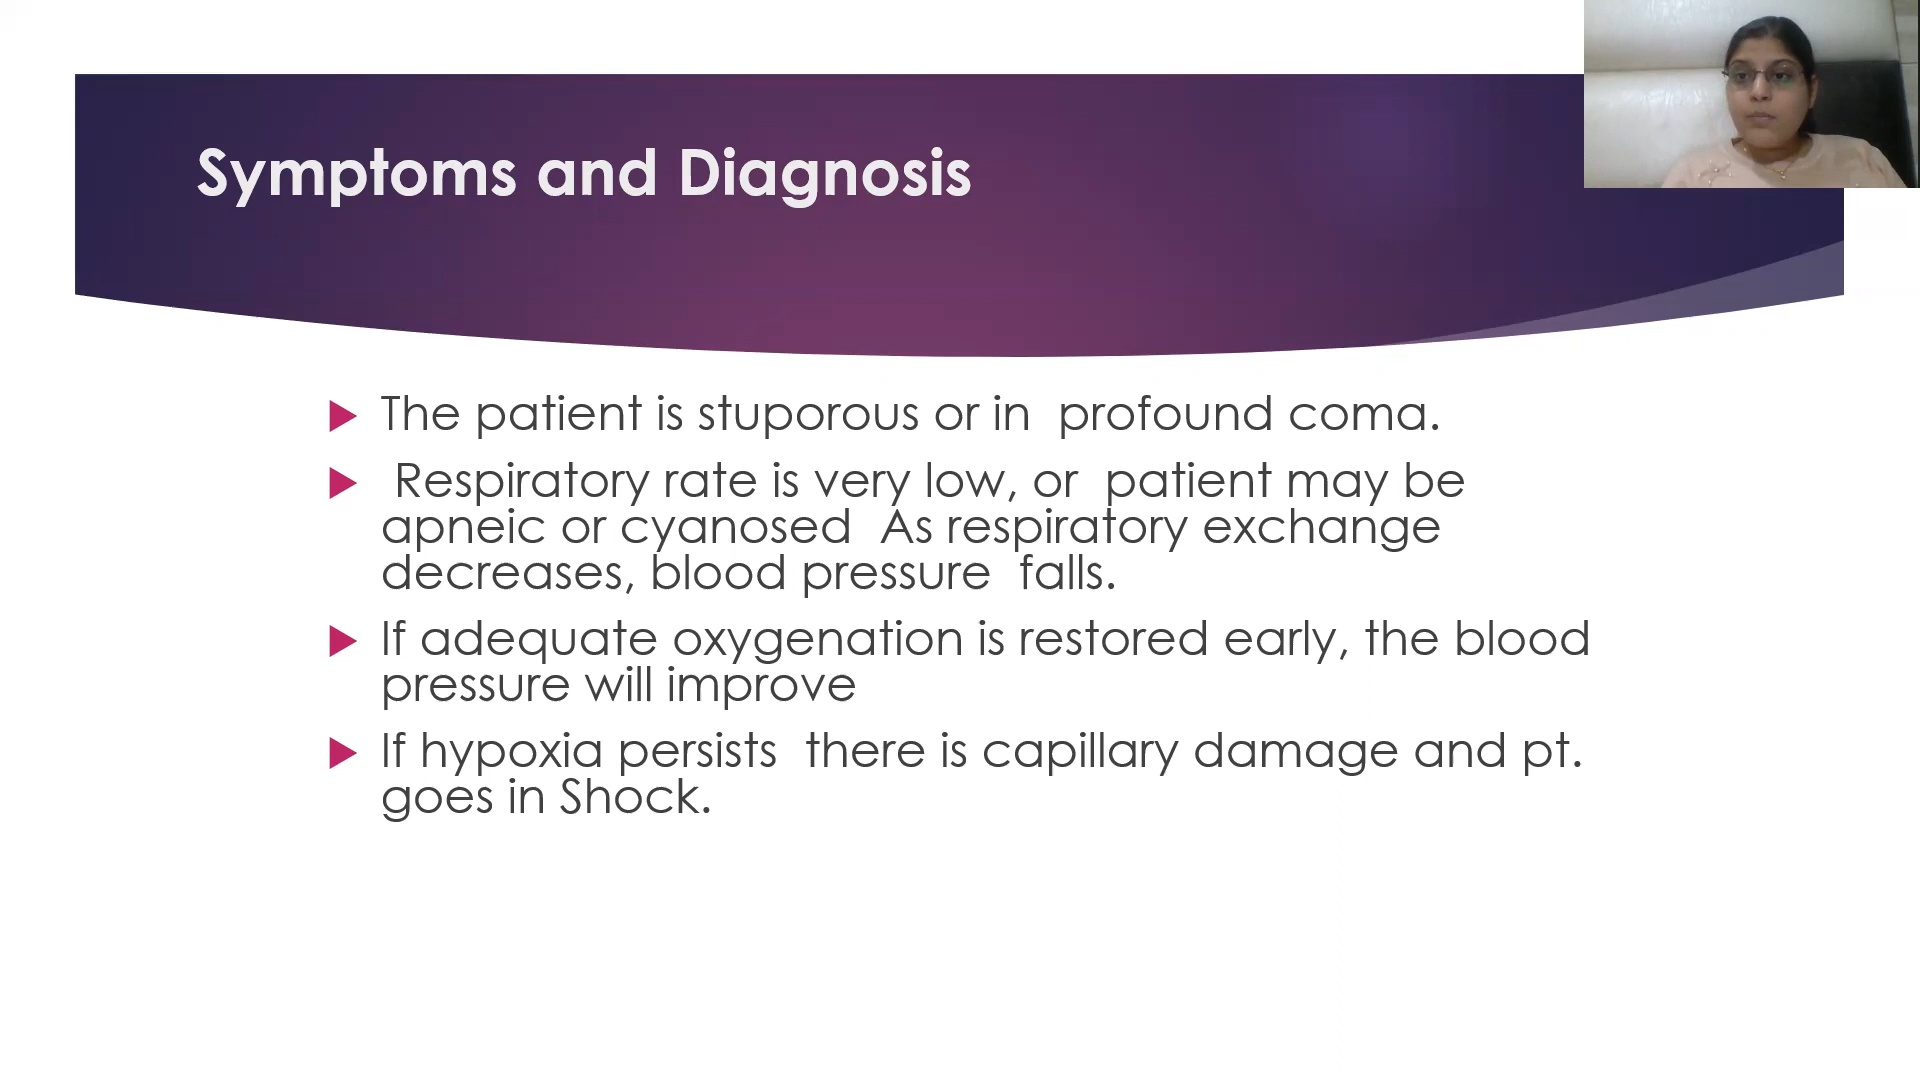 Symptoms and Diagnosis
The patient is stuporous or in profound coma.
Respiratory rate is very low, or patient may be
apneic or cyanosed As respiratory exchange
decreases, blood pressure falls.
If adequate oxygenation is restored early, the blood
pressure will improve
If hypoxia persists there is capillary damage and pt.
goes in Shock.